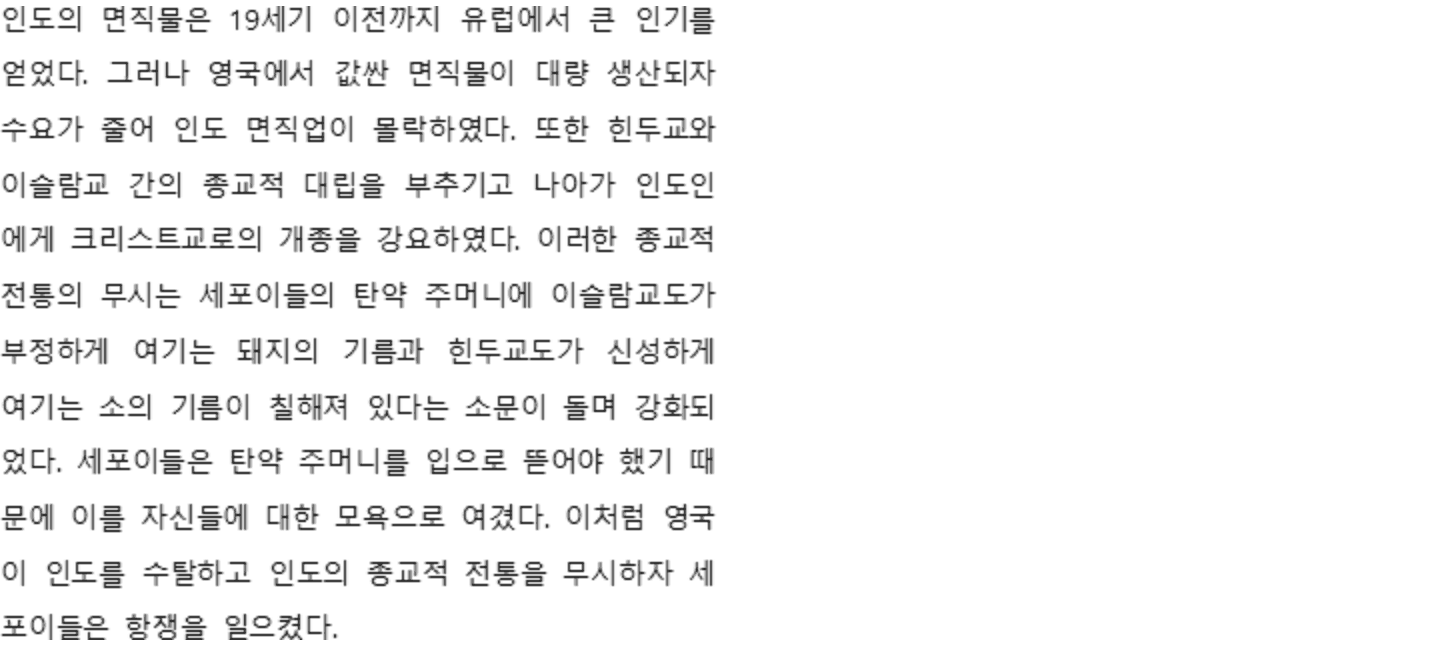 인도의 면직물은 19세기 이전까지 유럽에서 큰 인기를
얻었다. 그러나 영국에서 값싼 면직물이 대량 생산되자
수요가 줄어 인도 면직업이 몰락하였다. 또한 힌두교와
이슬람교 간의 종교적 대립을 부추기고 나아가 인도인
에게 크리스트교로의 개종을 강요하였다. 이러한 종교적
전통의 무시는 세포이들의 탄약 주머니에 이슬람교도가
부정하게 여기는 돼지의 기름과 힌두교도가 신성하게
여기는 소의 기름이 칠해져 있다는 소문이 돌며 강화되
었다. 세포이들은 탄약 주머니를 입으로 뜯어야 했기 때
문에 이를 자신들에 대한 모욕으로 여겼다. 이처럼 영국
이 인도를 수탈하고 인도의 종교적 전통을 무시하자 세
포이들은 항쟁을 일으켰다.